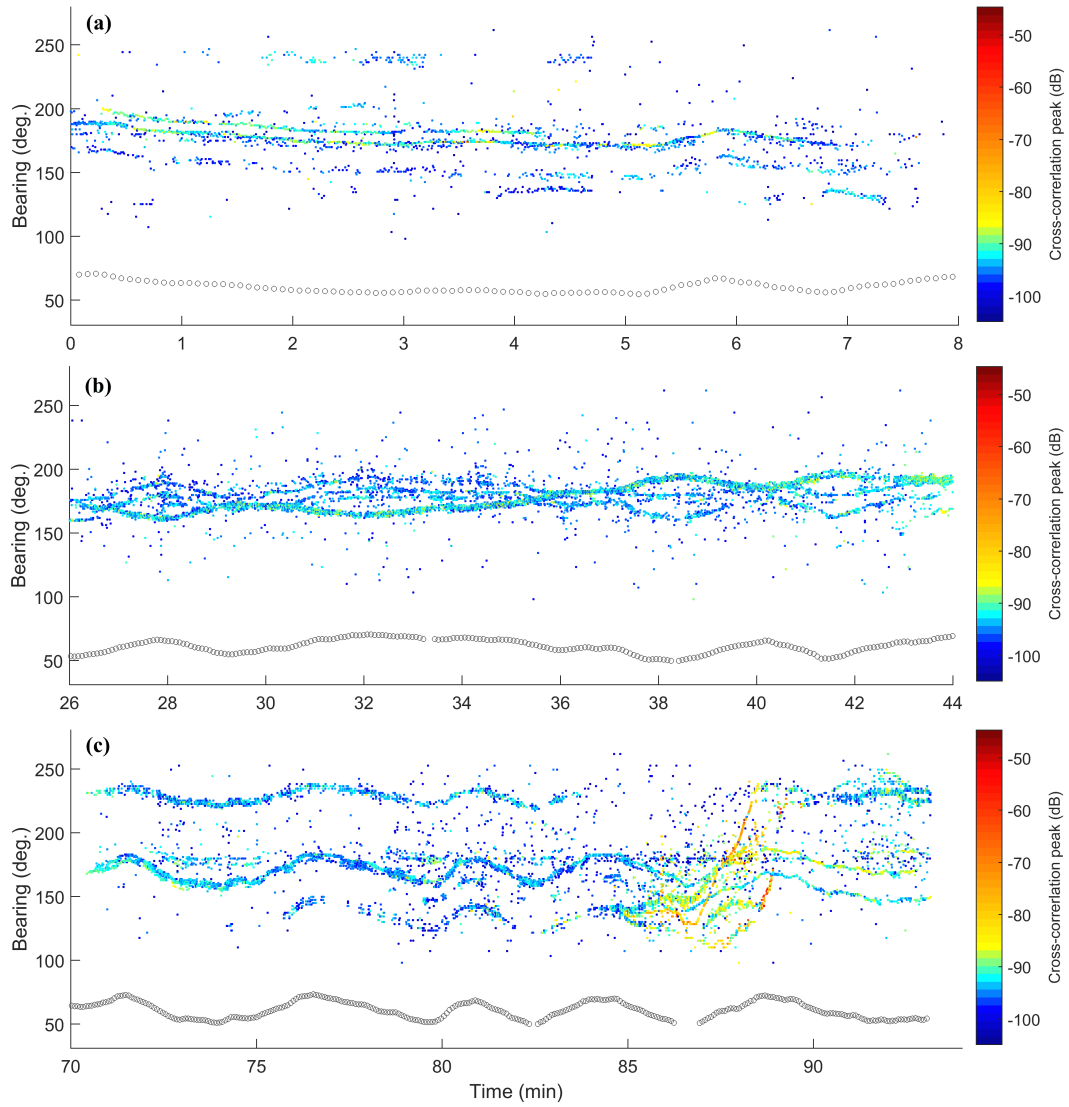 (a)
250
200
150
100
50
Bearing (deg.)
0 1 2 3 4 5 6 7 8
-50
-60
-70
-80
-90
-100
Cross-correrlation peak (dB)
(b)
250
200
150
100
50
Bearing (deg.)
26 28 30 32 34 36 38 40 42 44
-50
-60
-70
-80
-90
-100
Cross-correrlation peak (dB)
(c)
250
200
150
100
50
Bearing (deg.)
70 75 80 85 90
Time (min)
-50
-60
-70
-80
-90
-100
Cross-correrlation peak (dB)